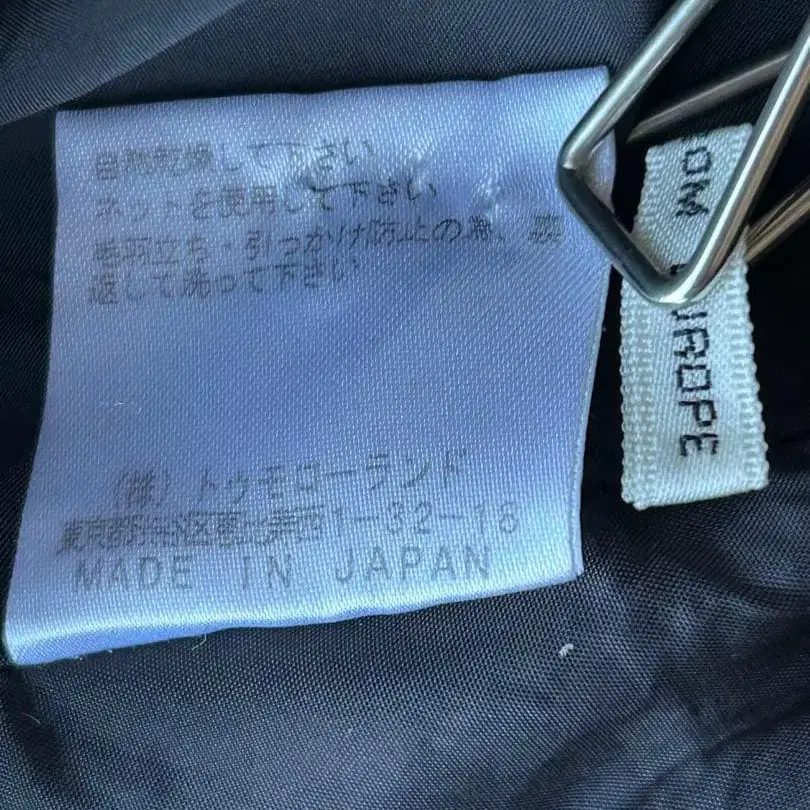 自然乾燥して下さい
ネットを使用して下さい
毛羽立ち・引っかけ防止の為、裏
返して洗って下さい
(株)トゥモローランド
東京都渋谷区恵比寿西1-32-18
MADE IN JAPAN
OM
UROPE